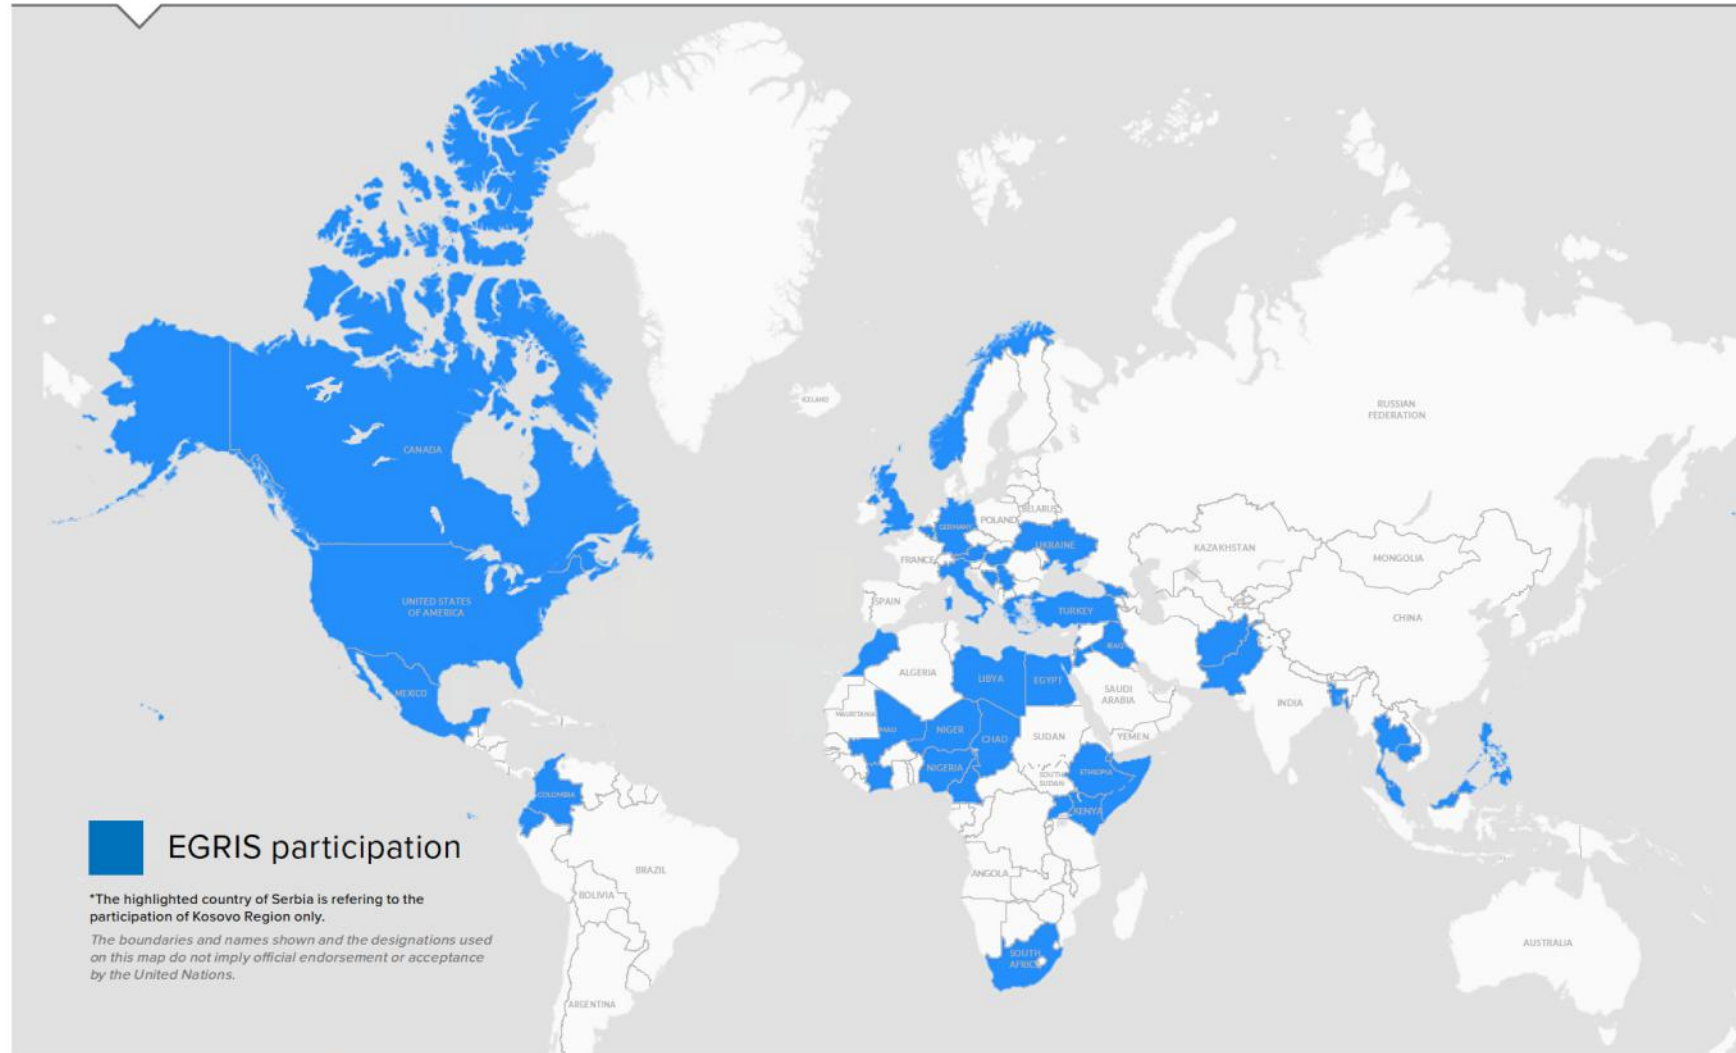 ICELAND
RUSSIAN
FEDERATION
CANADA
BELARUS
POLAND
GERMANY
UKRAINE
KAZAKHSTAN
MONGOLIA
FRANCE
UNITED STATES
OF AMERICA
SPAIN
TURKEY
CHINA
IRAQ
ALGERIA
LIBYA
EGYPT
SAUDI
ARABIA
MEXICO
INDIA
MAURITANIA
MALI
NIGER
CHAD
SUDAN
YEMEN
NIGERIA
ETHIOPIA
SOUTH
SUDAN
COLOMBIA
KENYA
EGRIS participation
BRAZIL
ANGOLA
BOLIVIA
*The highlighted country of Serbia is refering to the
participation of Kosovo Region only.
The boundaries and names shown and the designations used
on this map do not imply official endorsement or acceptance
by the United Nations.
SOUTH
AFRICA
AUSTRALIA
ARGENTINA